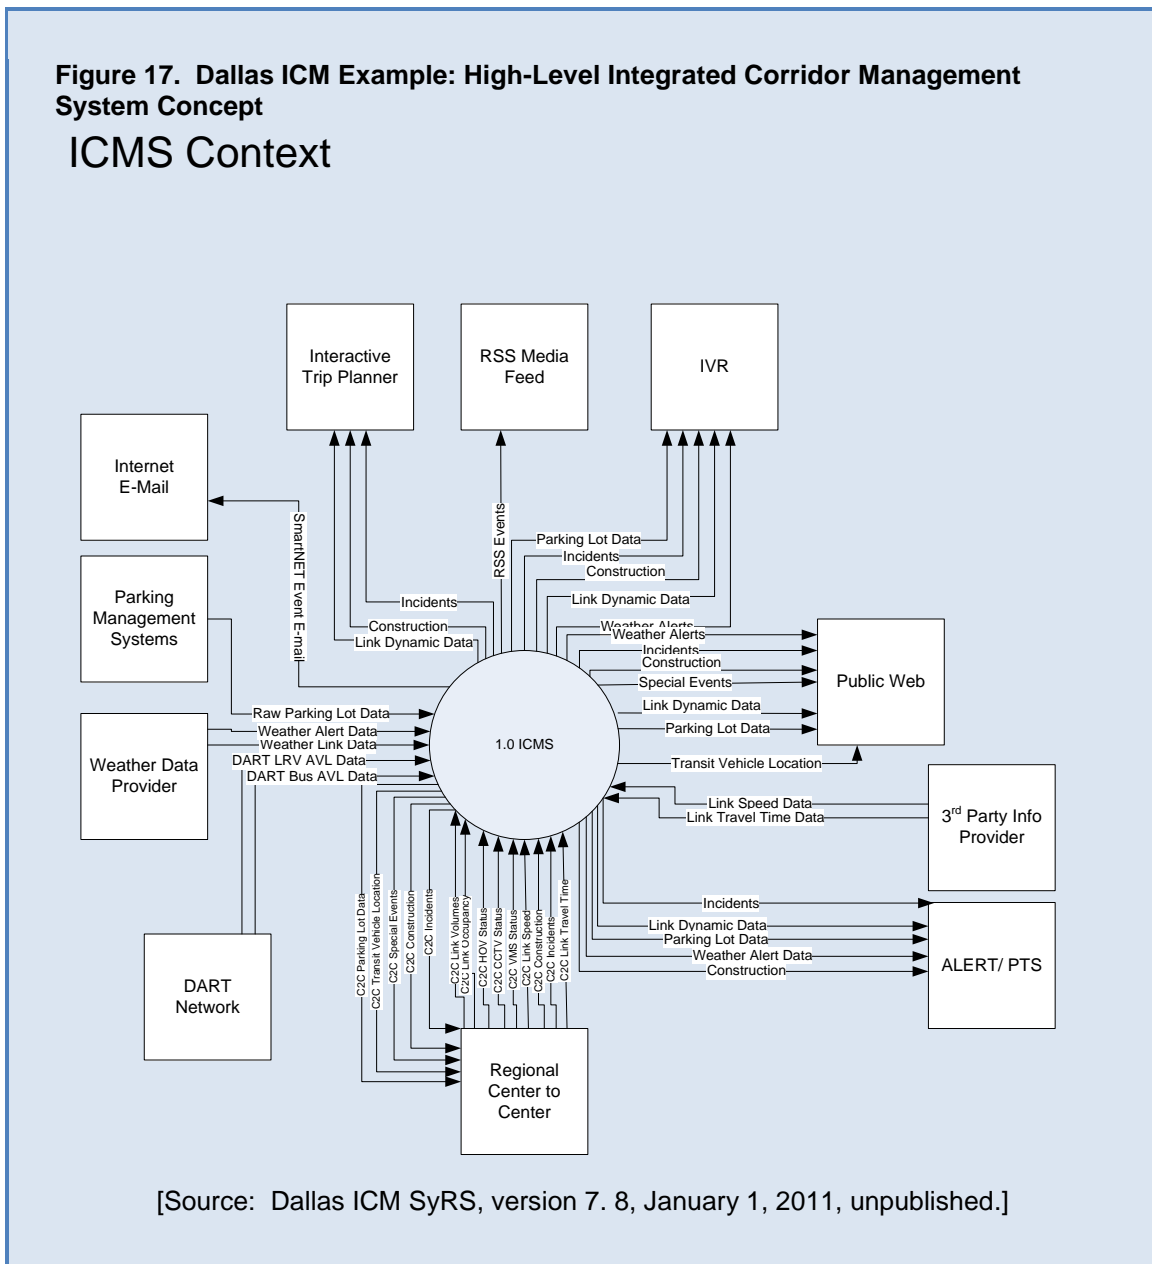 Figure 17.  Dallas ICM Example: High-Level Integrated Corridor Management
System Concept
ICMS Context
Interactive
Trip Planner
RSS Media
Feed
IVR
Internet
E-Mail
Parking
Management
Systems
Weather Data
Provider
DART
Network
Regional
Center to
Center
Public Web
3rd Party Info
Provider
ALERT/ PTS
1.0 ICMS
SmartNET Event E-mail
RSS Events
Incidents
Construction
Link Dynamic Data
Parking Lot Data
Incidents
Construction
Link Dynamic Data
Weather Alerts
Weather Alerts
Incidents
Construction
Special Events
Link Dynamic Data
Parking Lot Data
Transit Vehicle Location
Raw Parking Lot Data
Weather Alert Data
Weather Link Data
DART LRV AVL Data
DART Bus AVL Data
Link Speed Data
Link Travel Time Data
Incidents
Link Dynamic Data
Parking Lot Data
Weather Alert Data
Construction
C2C Parking Lot Data
C2C Transit Vehicle Location
C2C Special Events
C2C Construction
C2C Incidents
C2C Link Volumes
C2C Link Occupancy
C2C HOV Status
C2C CCTV Status
C2C VMS Status
C2C Link Speed
C2C Construction
C2C Incidents
C2C Link Travel Time
[Source:  Dallas ICM SyRS, version 7. 8, January 1, 2011, unpublished.]